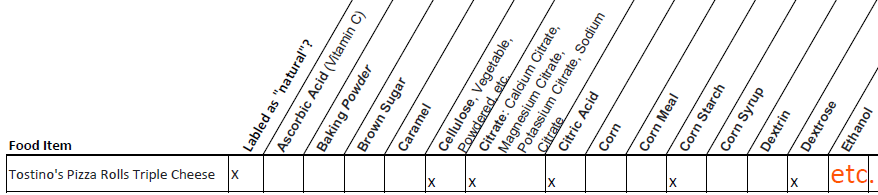 Labled as "natural"?
Ascorbic Acid (Vitamin C)
Baking Powder
Brown Sugar
Caramel
Cellulose, Vegetable,
Powdered, etc.
Citrate: Calcium Citrate,
Magnesium Citrate,
Potassium Citrate, Sodium
Citrate
Citric Acid
Corn
Corn Meal
Corn Starch
Corn Syrup
Dextrin
Dextrose
Ethanol
Food Item
Tostino's Pizza Rolls Triple Cheese X X X X X X etc.